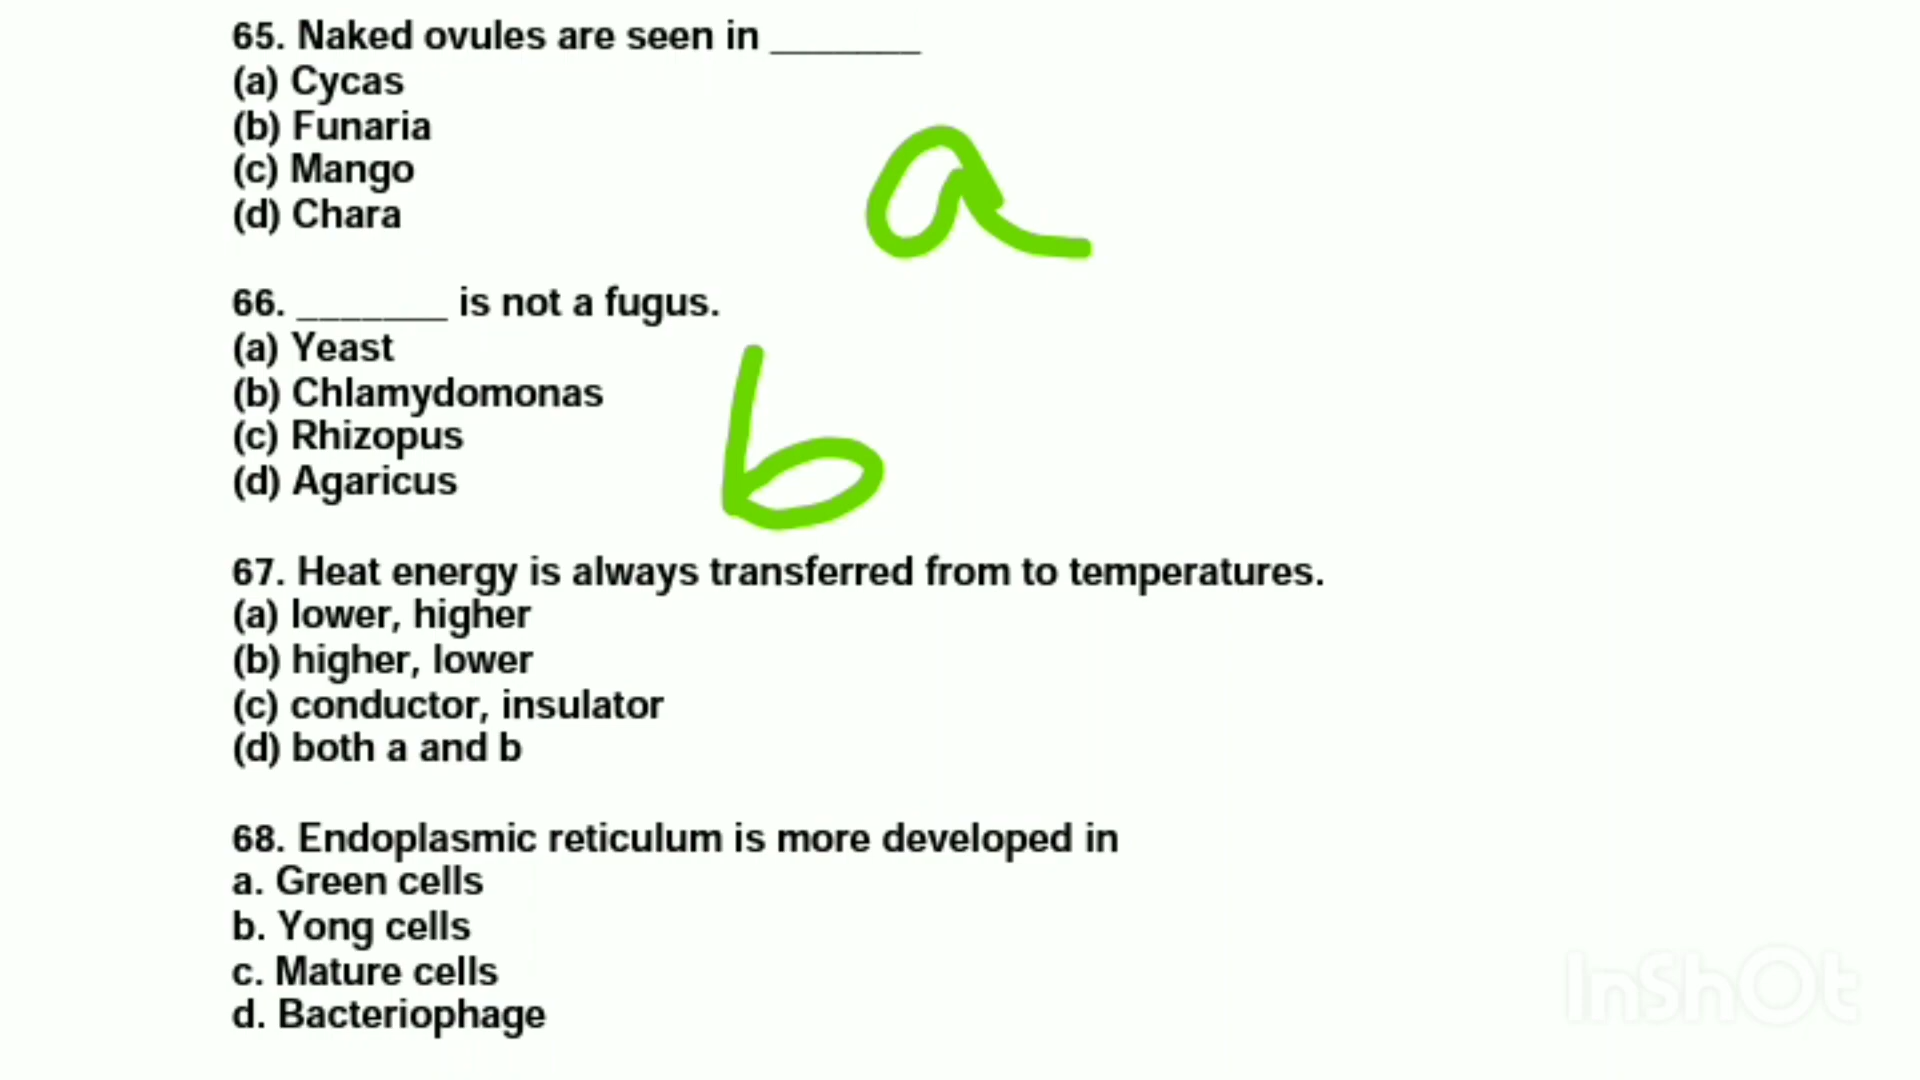 65. Naked ovules are seen in _______
(a) Cycas
(b) Funaria
(c) Mango
(d) Chara
a
66. _______ is not a fugus.
(a) Yeast
(b) Chlamydomonas
(c) Rhizopus
(d) Agaricus
b
67. Heat energy is always transferred from to temperatures.
(a) lower, higher
(b) higher, lower
(c) conductor, insulator
(d) both a and b
68. Endoplasmic reticulum is more developed in
a. Green cells
b. Yong cells
c. Mature cells
d. Bacteriophage
InShOt